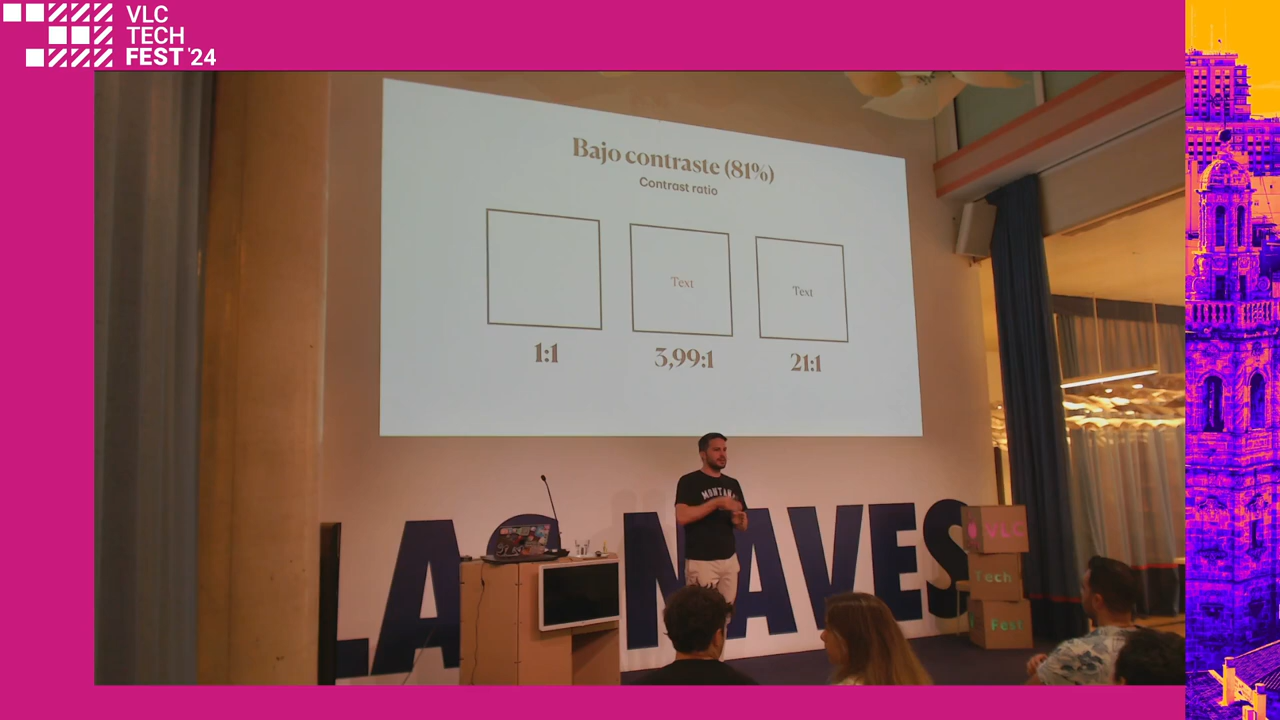 VLC
TECH
FEST '24
Bajo contraste (81%)
Contrast ratio
Text
Text
1:1
3,99:1
21:1
MONTANA
LAS NAVES
VLC
Tech
Fest